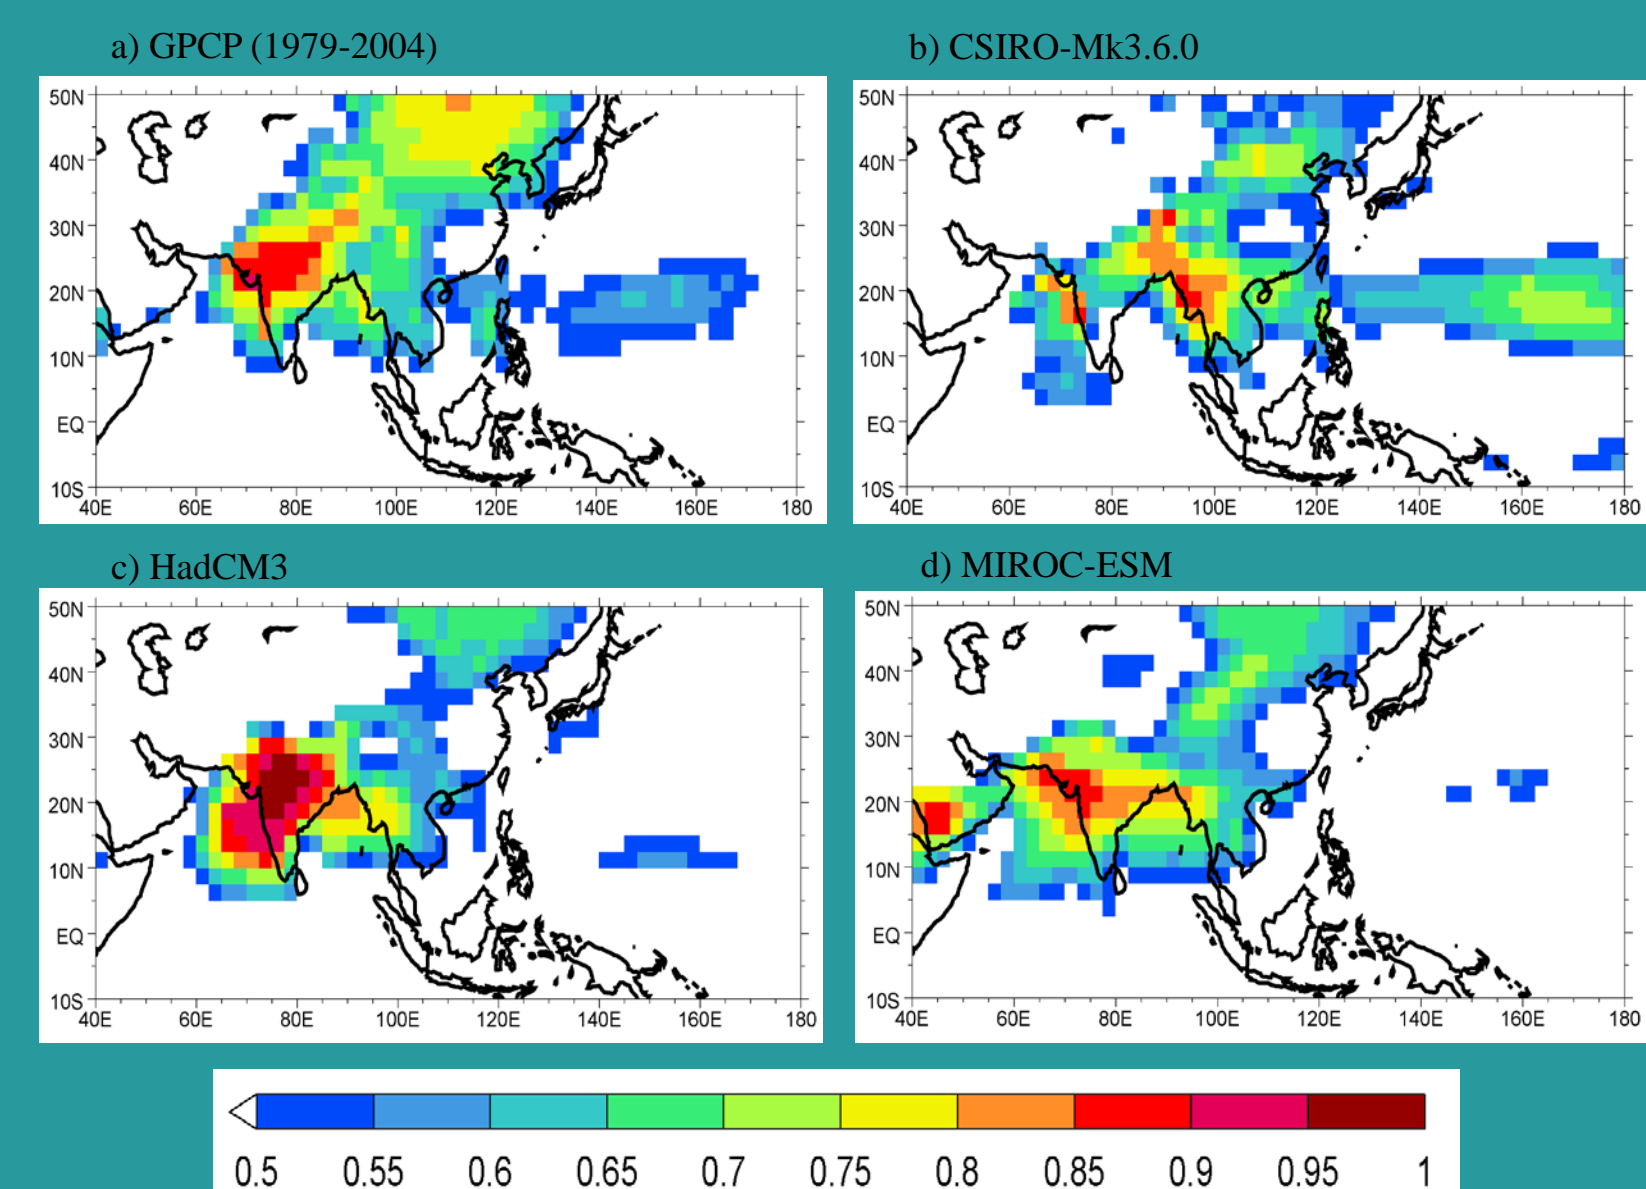 a) GPCP (1979-2004)
b) CSIRO-Mk3.6.0
50N
40N
30N
20N
10N
EQ
10S
40E 60E 80E 100E 120E 140E 160E 180
50N
40N
30N
20N
10N
EQ
10S
40E 60E 80E 100E 120E 140E 160E 180
c) HadCM3
d) MIROC-ESM
50N
40N
30N
20N
10N
EQ
10S
40E 60E 80E 100E 120E 140E 160E 180
50N
40N
30N
20N
10N
EQ
10S
40E 60E 80E 100E 120E 140E 160E 180
0.5 0.55 0.6 0.65 0.7 0.75 0.8 0.85 0.9 0.95 1